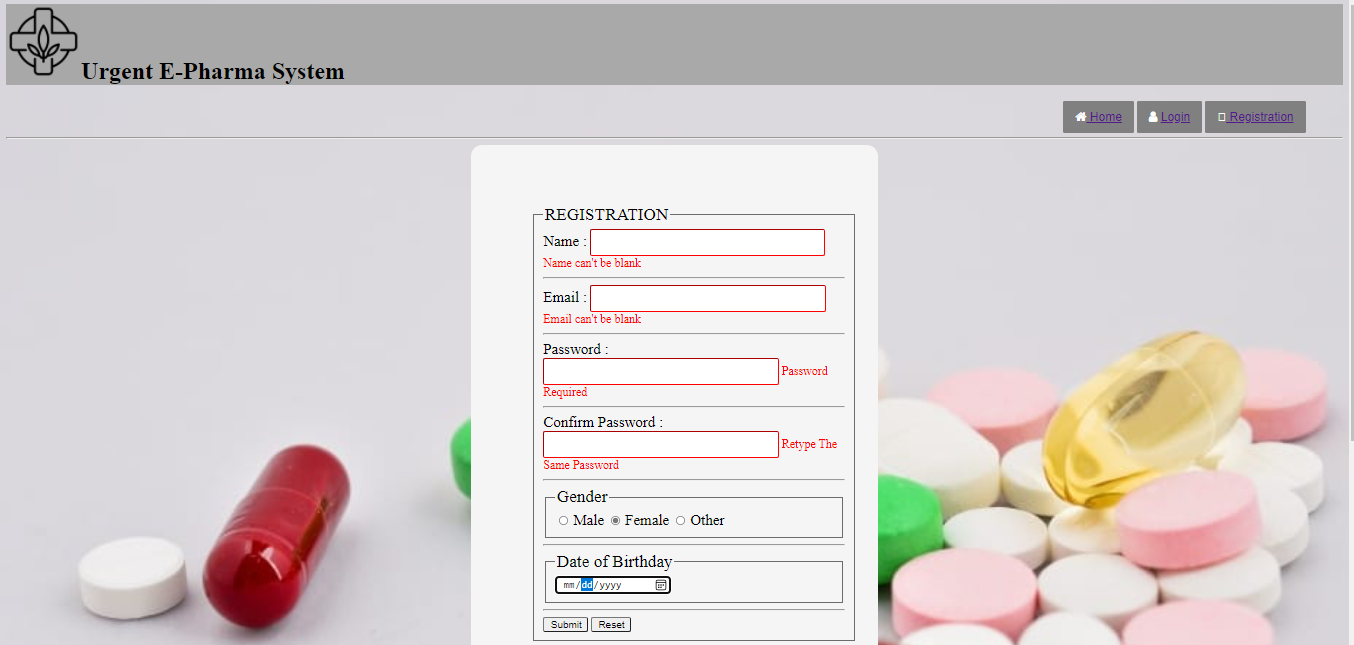 Urgent E-Pharma System
Home Login Registration
REGISTRATION
Name :
Name can't be blank
Email :
Email can't be blank
Password :
Password
Required
Confirm Password :
Retype The
Same Password
Gender
Male Female Other
Date of Birthday
mm/dd/yyyy
Submit Reset